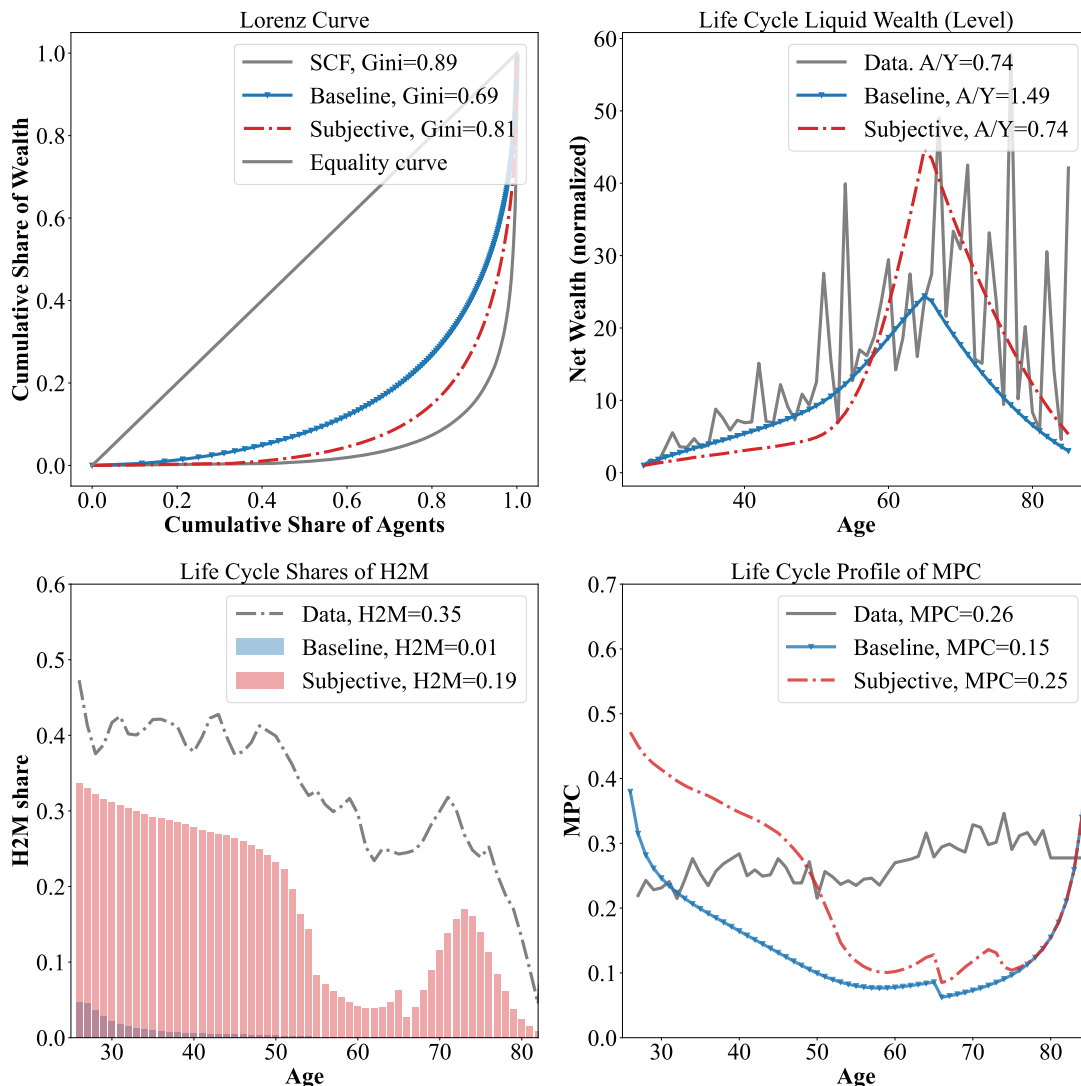 Lorenz Curve
1.0
0.8
0.6
0.4
0.2
0.0
Cumulative Share of Wealth
SCF, Gini=0.89
Baseline, Gini=0.69
Subjective, Gini=0.81
Equality curve
0.0 0.2 0.4 0.6 0.8 1.0
Cumulative Share of Agents
Life Cycle Liquid Wealth (Level)
60
50
40
30
20
10
0
Net Wealth (normalized)
Data. A/Y=0.74
Baseline, A/Y=1.49
Subjective, A/Y=0.74
40 60 80
Age
Life Cycle Shares of H2M
0.6
0.5
0.4
0.3
0.2
0.1
0.0
H2M share
Data, H2M=0.35
Baseline, H2M=0.01
Subjective, H2M=0.19
30 40 50 60 70 80
Age
Life Cycle Profile of MPC
0.7
0.6
0.5
0.4
0.3
0.2
0.1
0.0
MPC
Data, MPC=0.26
Baseline, MPC=0.15
Subjective, MPC=0.25
30 40 50 60 70 80
Age